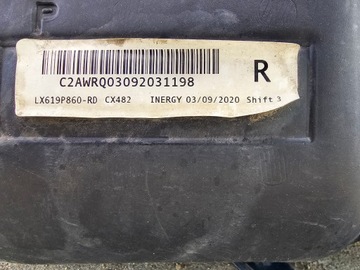 P
C2AWRQ03092031198
R
LX619P860-RD CX482 INERGY 03/09/2020 Shift 3